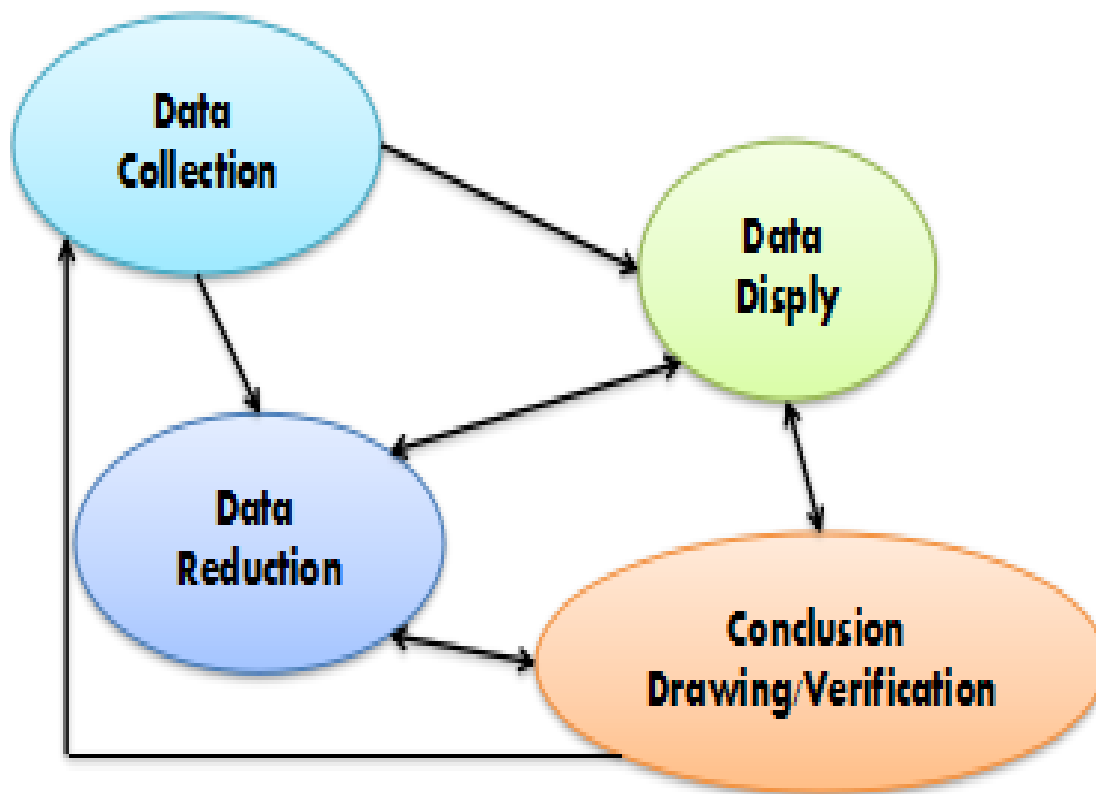 Data
Collection
Data
Disply
Data
Reduction
Conclusion
Drawing/Verification